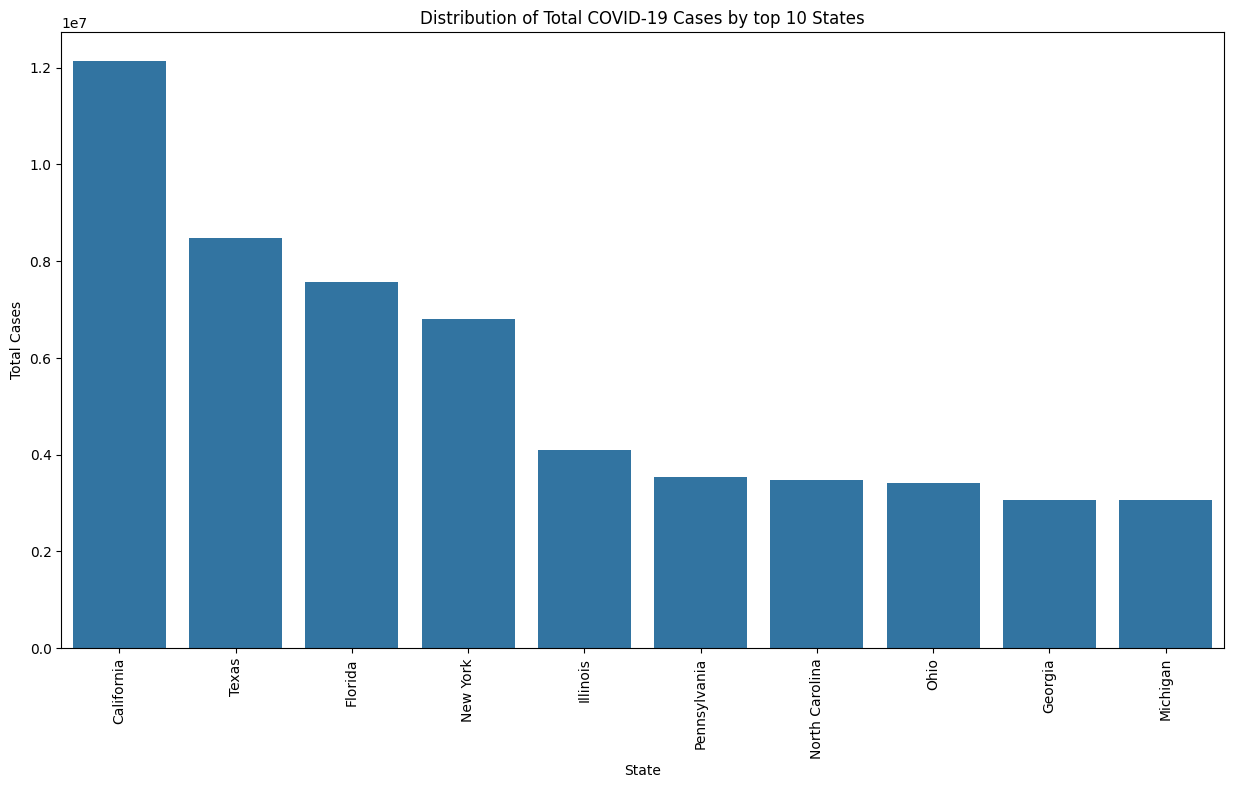 Distribution of Total COVID-19 Cases by top 10 States
1e7
1.2
1.0
0.8
0.6
0.4
0.2
0.0
Total Cases
California
Texas
Florida
New York
Illinois
Pennsylvania
North Carolina
Ohio
Georgia
Michigan
State